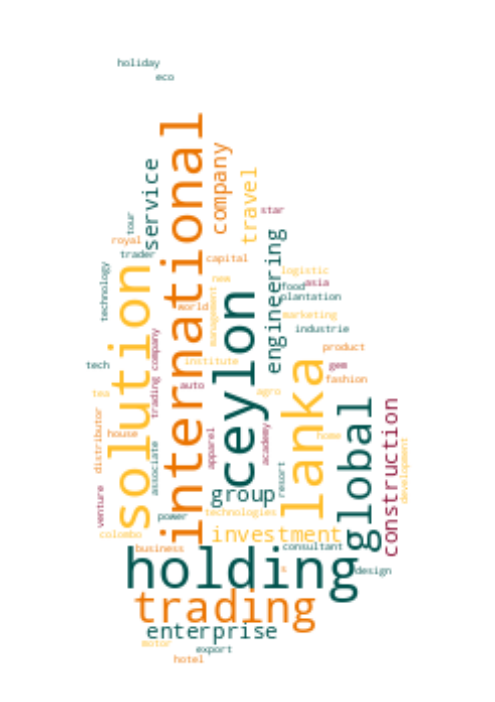 holiday
eco
international
company
service
travel
star
tour
royal
trader
engineering
capital
technology
solution
logistic
new
food
asia
ceylon
plantation
world
management
marketing
industrie
trading company
product
institute
tech
lanka
gem
fashion
auto
tea
agro
global
construction
distributor
house
home
academy
apparel
associate
development
resort
group
venture
power
technologies
colombo
investment
business
consultant
holding
s
design
trading
enterprise
motor
export
hotel